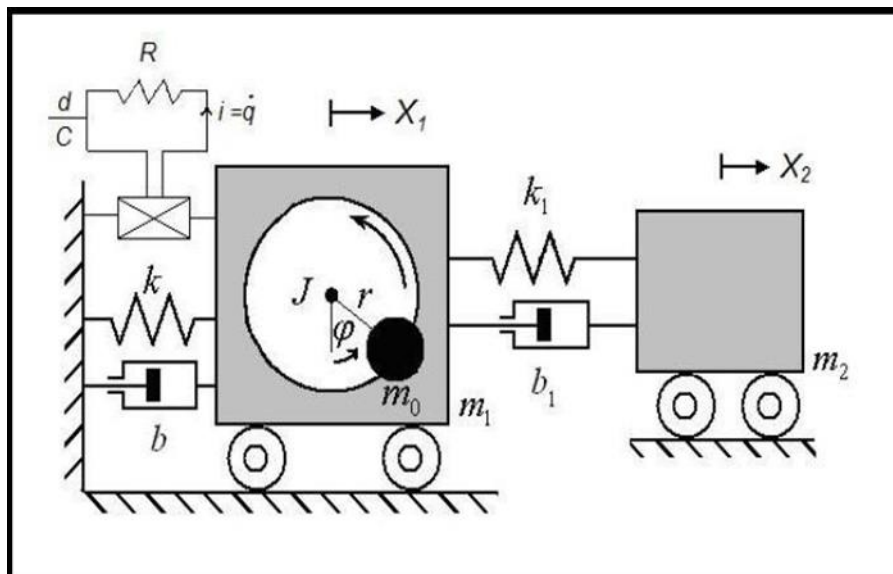 R
d
C
i = q̇
X₁
X₂
k₁
k
J
r
φ
m₀
m₁
m₂
b₁
b